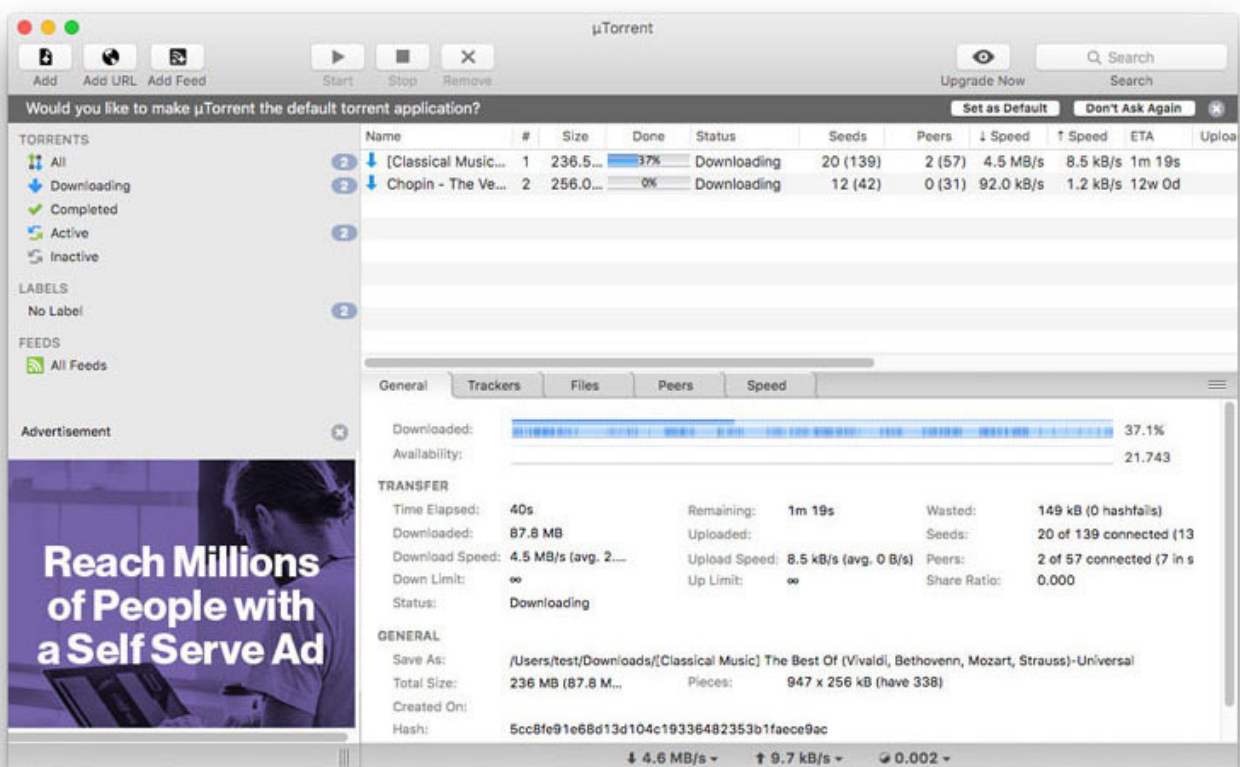 µTorrent
Add Add URL Add Feed Start Stop Remove Upgrade Now Search
Search
Would you like to make µTorrent the default torrent application? Set as Default Don't Ask Again
TORRENTS
All 2
Downloading 2
Completed
Active 2
Inactive
LABELS
No Label 2
FEEDS
All Feeds
Advertisement
Reach Millions
of People with
a Self Serve Ad
Name # Size Done Status Seeds Peers ↓ Speed ↑ Speed ETA Uploa
[Classical Music... 1 236.5... 37% Downloading 20 (139) 2 (57) 4.5 MB/s 8.5 kB/s 1m 19s
Chopin - The Ve... 2 256.0... 0% Downloading 12 (42) 0 (31) 92.0 kB/s 1.2 kB/s 12w 0d
General Trackers Files Peers Speed
Downloaded: 37.1%
Availability: 21.743
TRANSFER
Time Elapsed: 40s Remaining: 1m 19s Wasted: 149 kB (0 hashfails)
Downloaded: 87.8 MB Uploaded: Seeds: 20 of 139 connected (13
Download Speed: 4.5 MB/s (avg. 2.... Upload Speed: 8.5 kB/s (avg. 0 B/s) Peers: 2 of 57 connected (7 in s
Down Limit: ∞ Up Limit: ∞ Share Ratio: 0.000
Status: Downloading
GENERAL
Save As: /Users/test/Downloads/[Classical Music] The Best Of (Vivaldi, Bethovenn, Mozart, Strauss)-Universal
Total Size: 236 MB (87.8 M... Pieces: 947 x 256 kB (have 338)
Created On:
Hash: 5cc8fe91e68d13d104c19336482353b1faece9ac
↓ 4.6 MB/s ↑ 9.7 kB/s 0.002